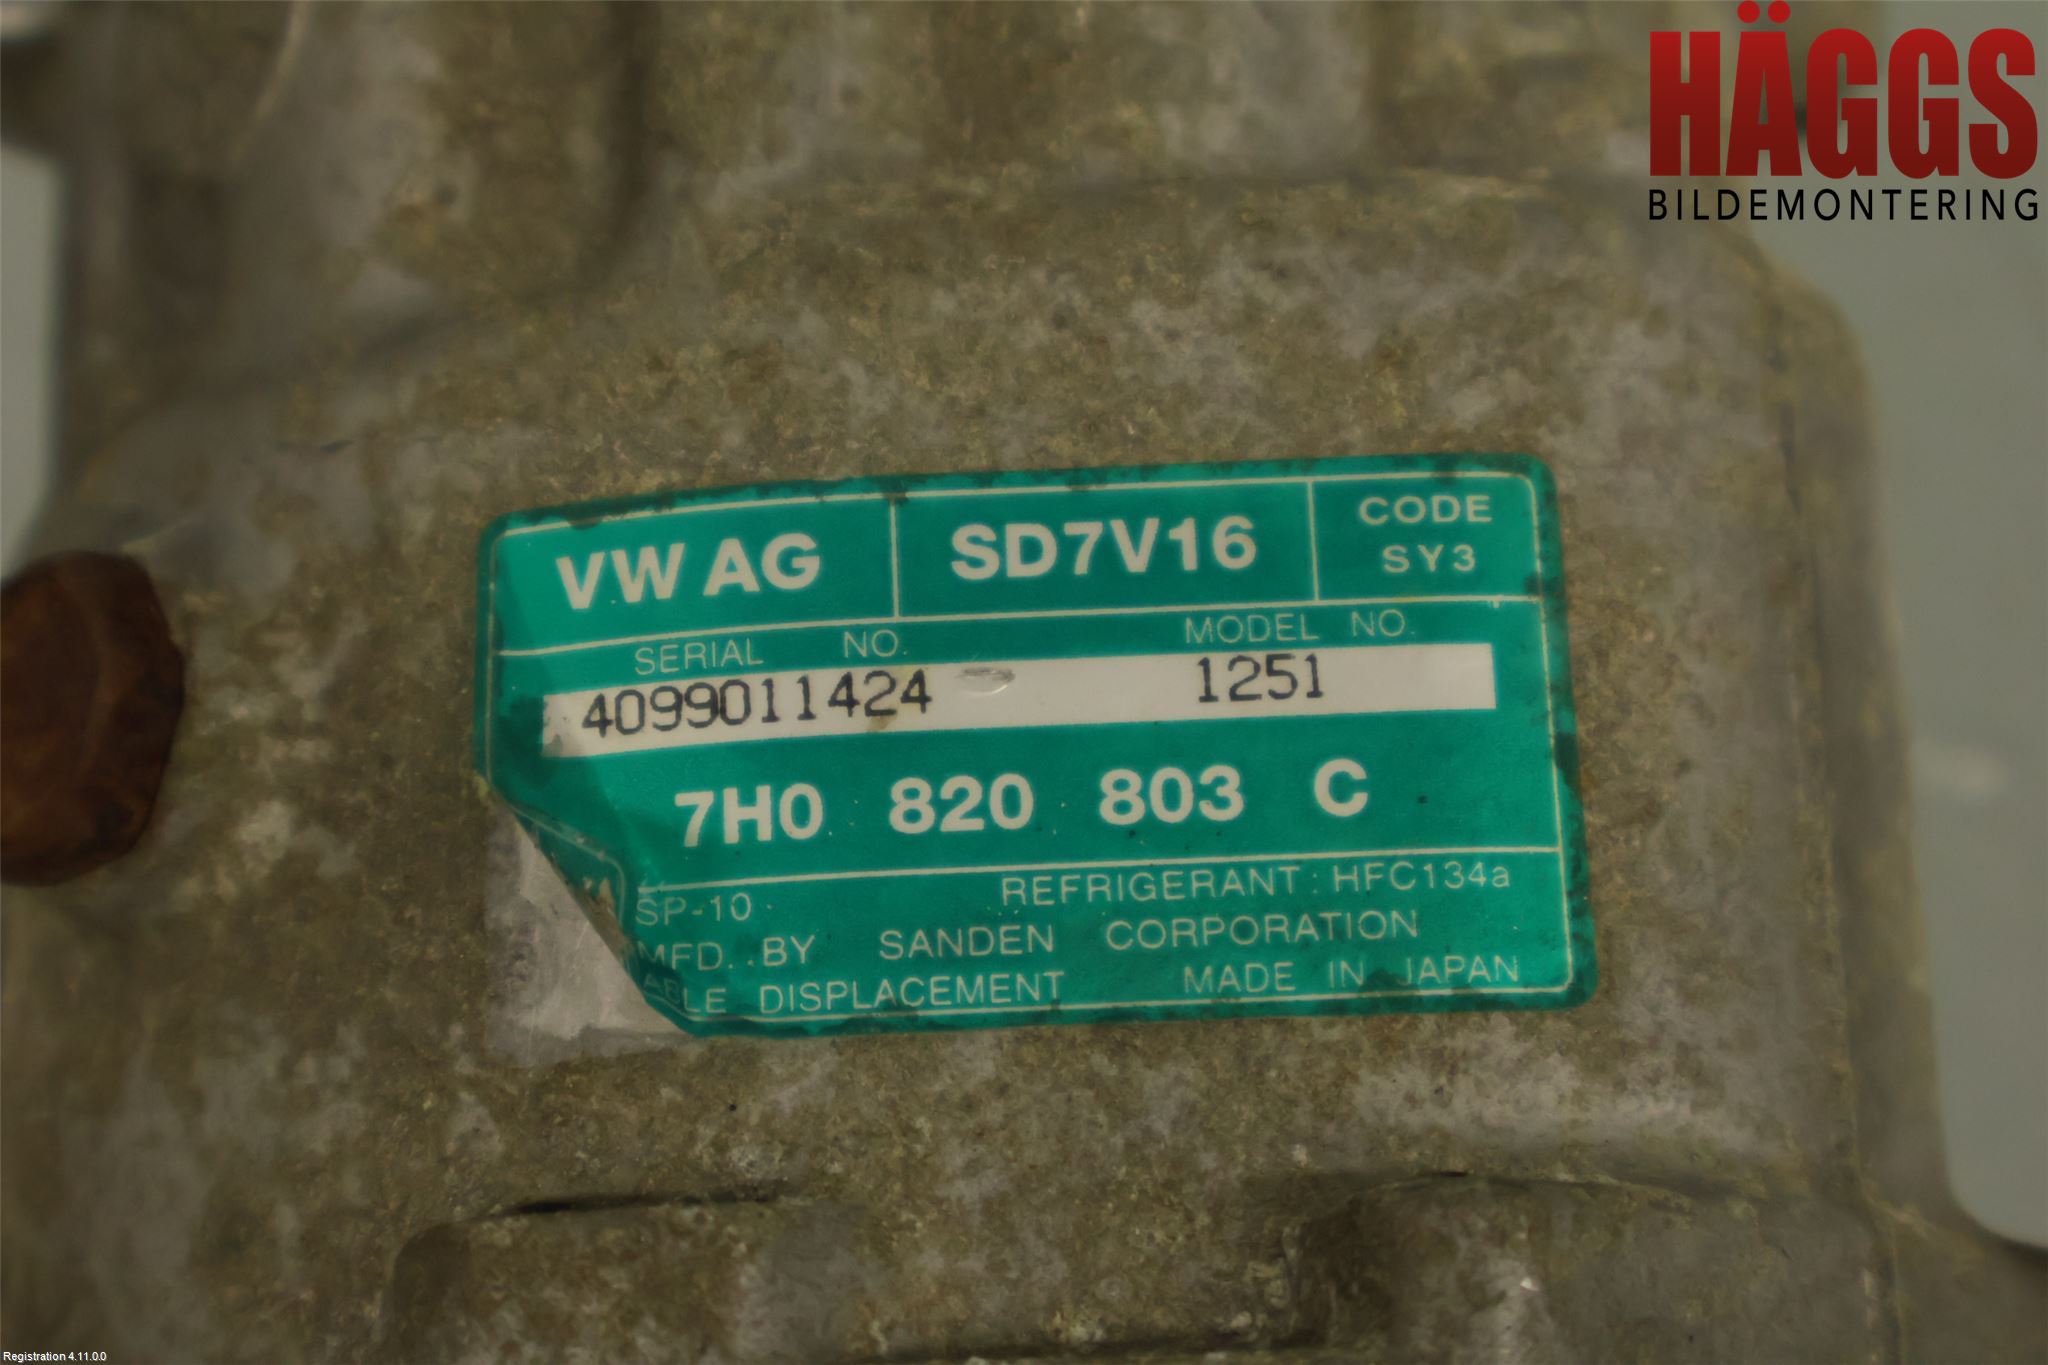 HÄGGS
BILDEMONTERING
VW AG SD7V16 CODE SY3
SERIAL NO. MODEL NO.
4099011424 1251
7H0 820 803 C
SP-10 REFRIGERANT : HFC134a
MFD. BY SANDEN CORPORATION
ABLE DISPLACEMENT MADE IN JAPAN
Registration 4.11.0.0